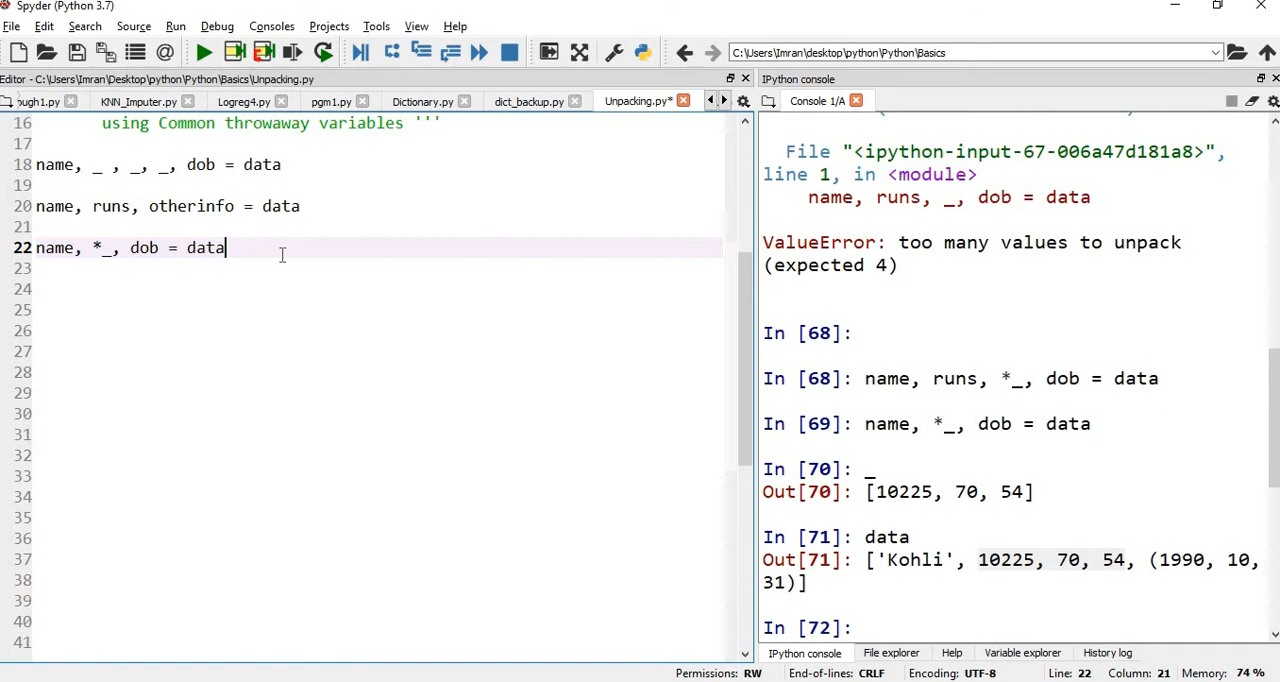 Spyder (Python 3.7)
File Edit Search Source Run Debug Consoles Projects Tools View Help
C:\Users\Imran\desktop\python\Python\Basics
Editor - C:\Users\Imran\Desktop\python\Python\Basics\Unpacking.py
IPython console
ough1.py KNN_Imputer.py Logreg4.py pgm1.py Dictionary.py dict_backup.py Unpacking.py*
Console 1/A
16 using Common throwaway variables '''
17
18 name, _ , _, _, dob = data
19
20 name, runs, otherinfo = data
21
22 name, *_, dob = data
23
24
25
26
27
28
29
30
31
32
33
34
35
36
37
38
39
40
41
File "<ipython-input-67-006a47d181a8>",
line 1, in <module>
name, runs, _, dob = data
ValueError: too many values to unpack
(expected 4)
In [68]:
In [68]: name, runs, *_, dob = data
In [69]: name, *_, dob = data
In [70]: _
Out[70]: [10225, 70, 54]
In [71]: data
Out[71]: ['Kohli', 10225, 70, 54, (1990, 10,
31)]
In [72]:
IPython console File explorer Help Variable explorer History log
Permissions: RW End-of-lines: CRLF Encoding: UTF-8 Line: 22 Column: 21 Memory: 74 %